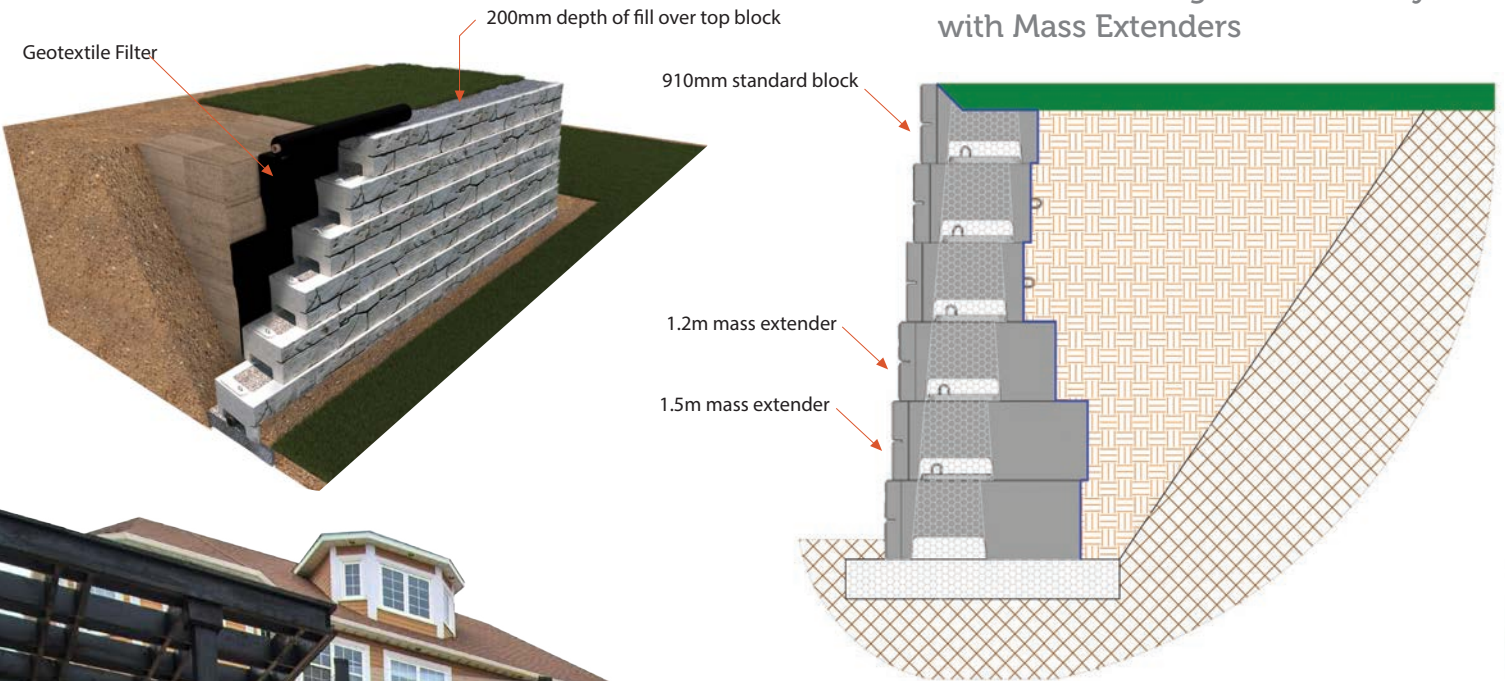 200mm depth of fill over top block
Geotextile Filter
with Mass Extenders
910mm standard block
1.2m mass extender
1.5m mass extender